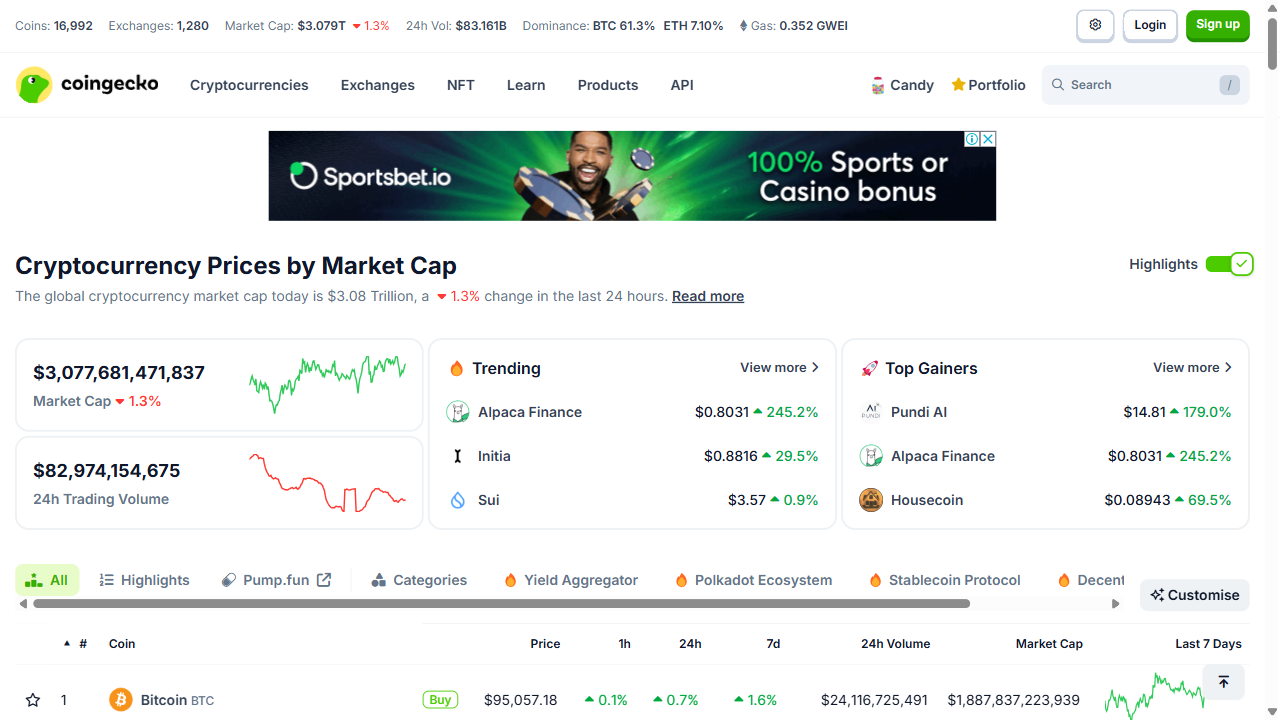 Coins: 16,992 Exchanges: 1,280 Market Cap: $3.079T 1.3% 24h Vol: $83.161B Dominance: BTC 61.3% ETH 7.10% Gas: 0.352 GWEI Login Sign up
coingecko Cryptocurrencies Exchanges NFT Learn Products API Candy Portfolio Search /
Sportsbet.io
100% Sports or
Casino bonus
Cryptocurrency Prices by Market Cap Highlights
The global cryptocurrency market cap today is $3.08 Trillion, a 1.3% change in the last 24 hours. Read more
$3,077,681,471,837
Market Cap 1.3%
$82,974,154,675
24h Trading Volume
Trending View more
Alpaca Finance $0.8031 245.2%
Initia $0.8816 29.5%
Sui $3.57 0.9%
Top Gainers View more
AI PUNDI Pundi AI $14.81 179.0%
Alpaca Finance $0.8031 245.2%
Housecoin $0.08943 69.5%
All Highlights Pump.fun Categories Yield Aggregator Polkadot Ecosystem Stablecoin Protocol Decent Customise
# Coin Price 1h 24h 7d 24h Volume Market Cap Last 7 Days
1 Bitcoin BTC Buy $95,057.18 0.1% 0.7% 1.6% $24,116,725,491 $1,887,837,223,939